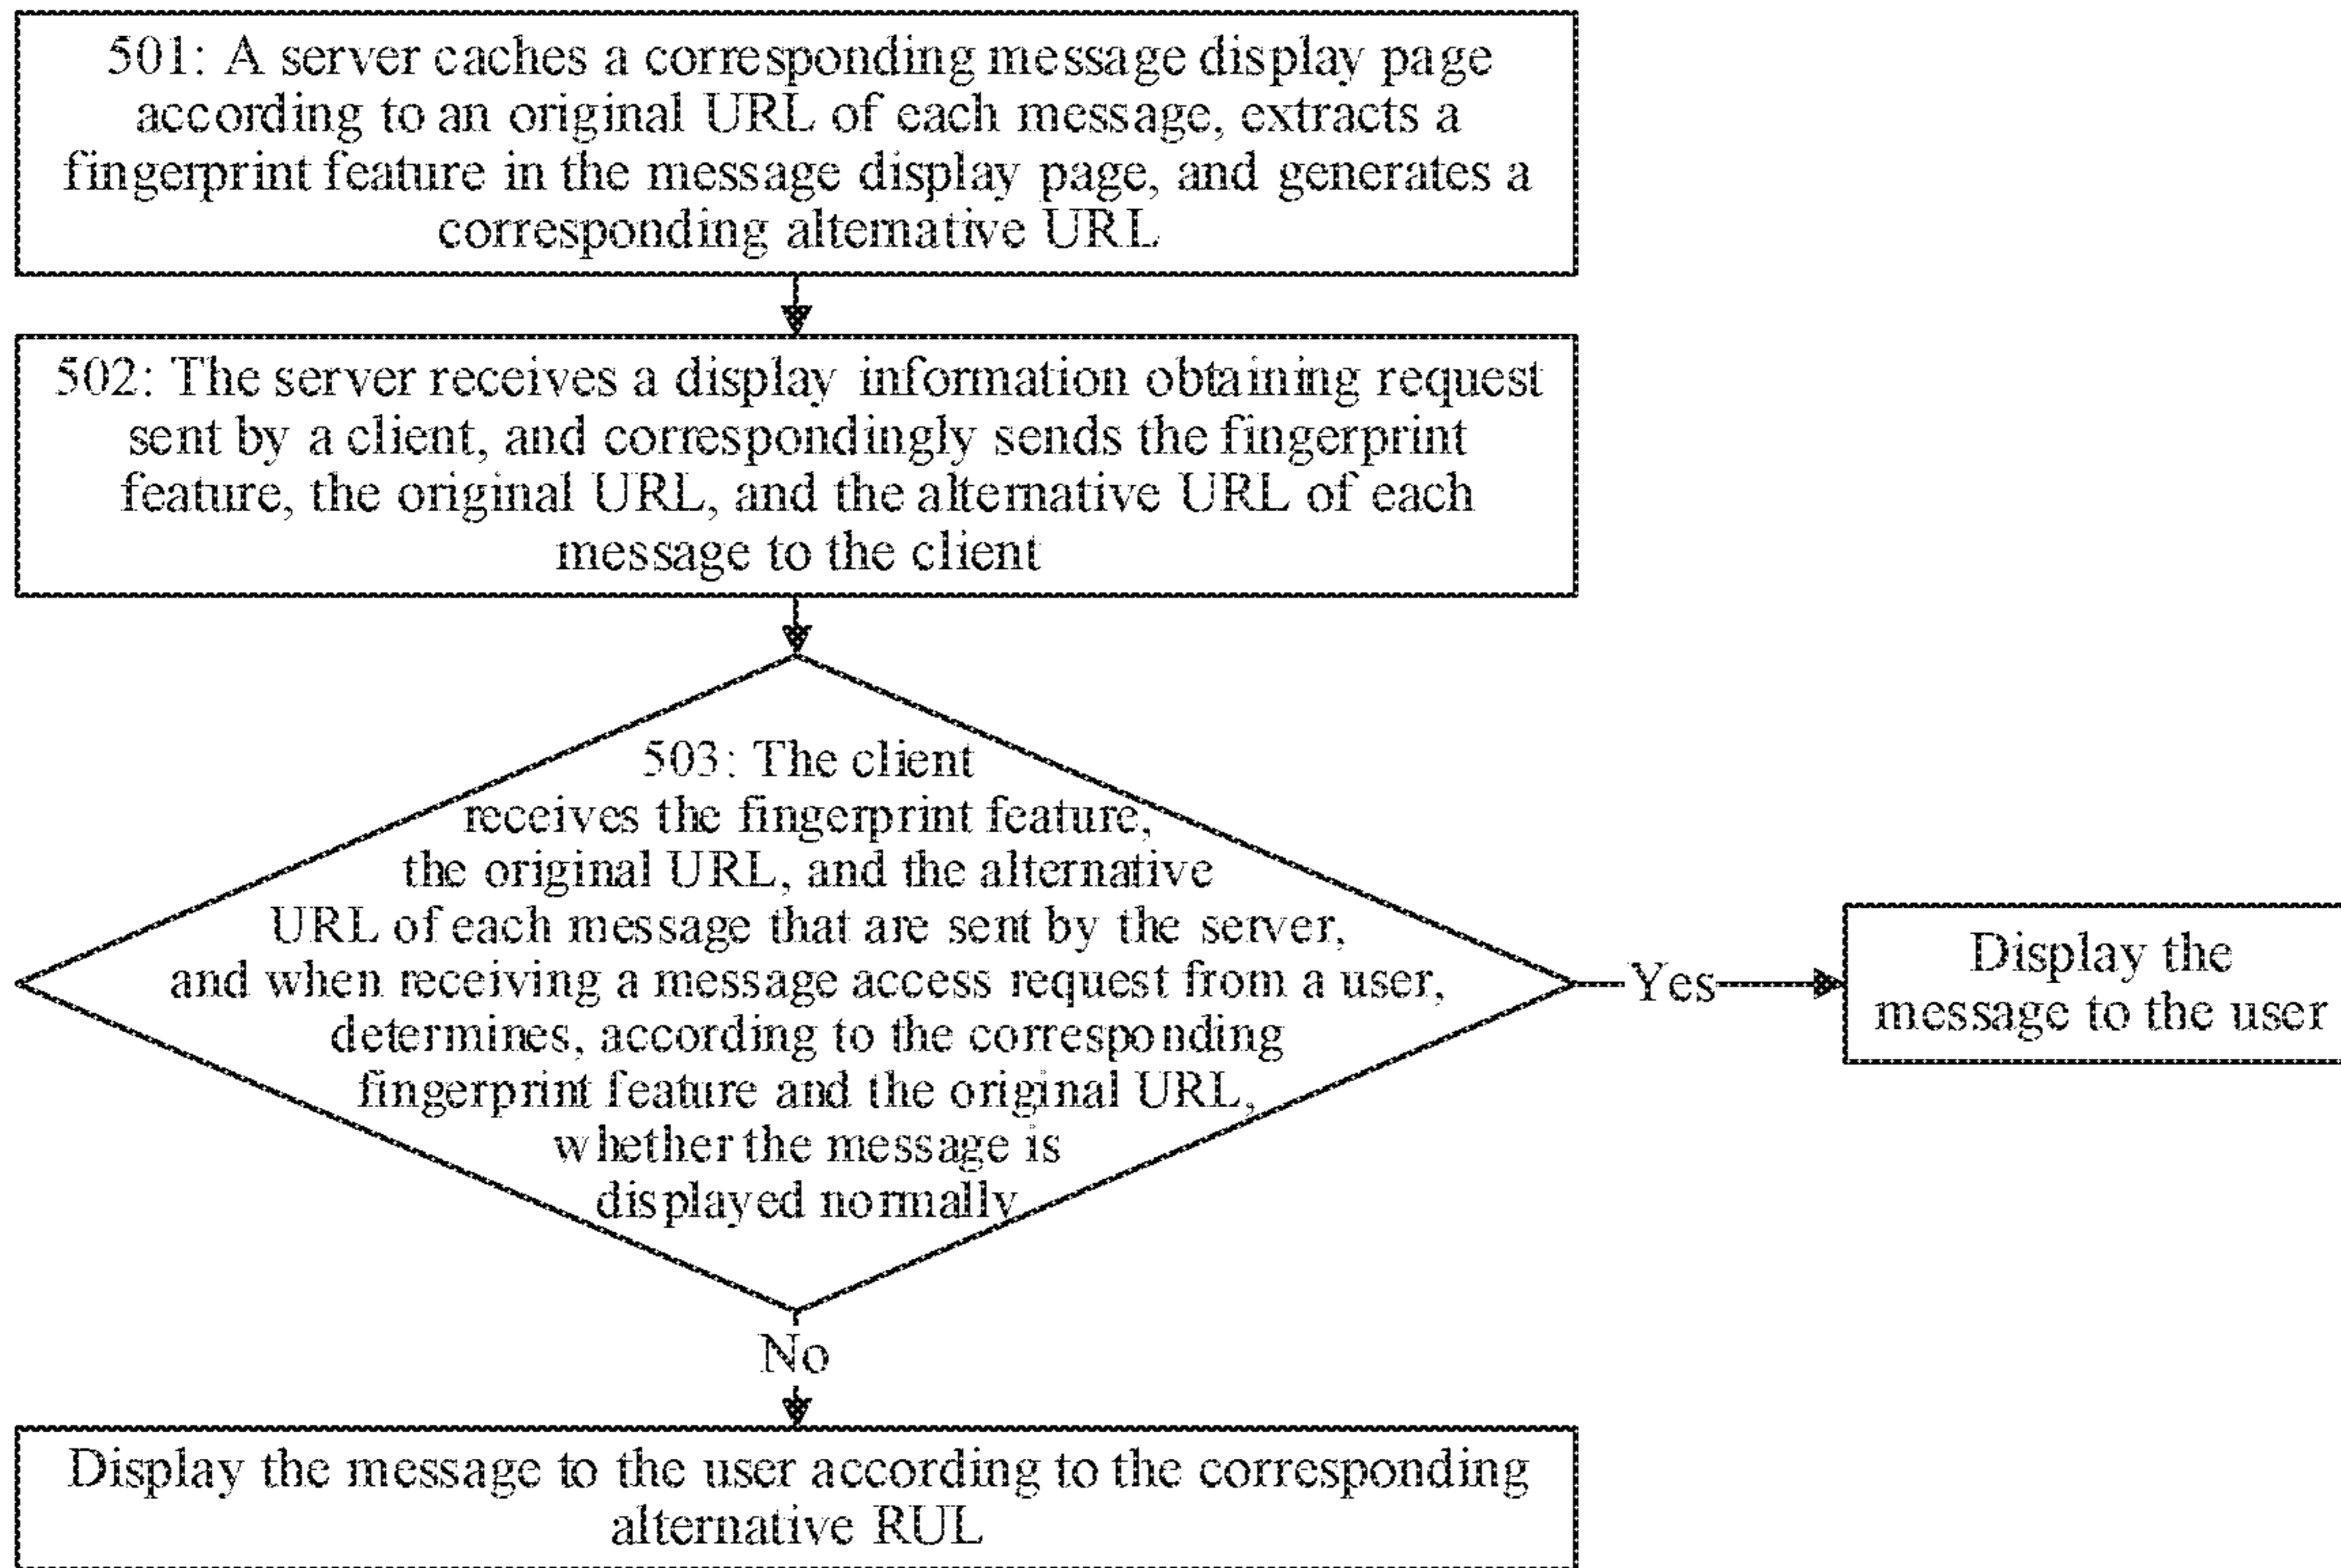 501: A server caches a corresponding message display page
according to an original URL of each message, extracts a
fingerprint feature in the message display page, and generates a
corresponding alternative URL
502: The server receives a display information obtaining request
sent by a client, and correspondingly sends the fingerprint
feature, the original URL, and the alternative URL of each
message to the client
503: The client
receives the fingerprint feature,
the original URL, and the alternative
URL of each message that are sent by the server,
and when receiving a message access request from a user,
determines, according to the corresponding
fingerprint feature and the original URL,
whether the message is
displayed normally
Yes
Display the
message to the user
No
Display the message to the user according to the corresponding
alternative RUL